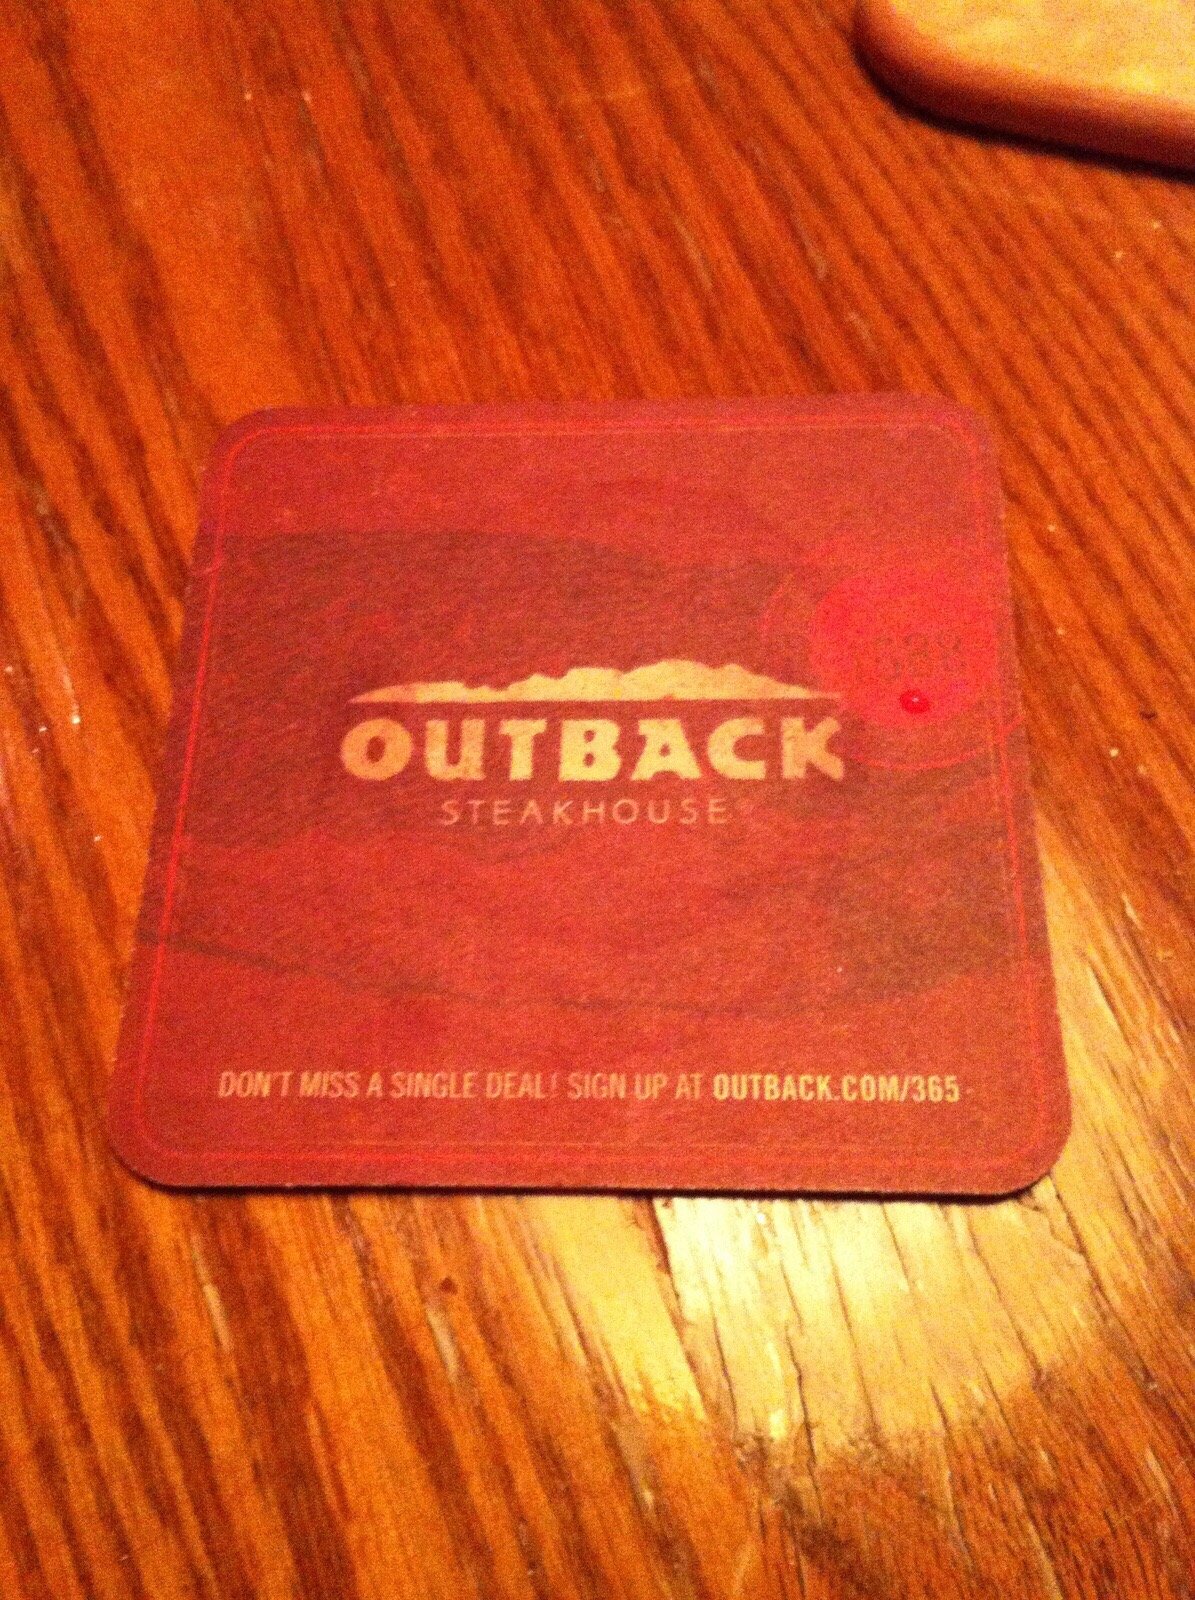 OUTBACK
STEAKHOUSE
DON'T MISS A SINGLE DEAL! SIGN UP AT OUTBACK.COM/365